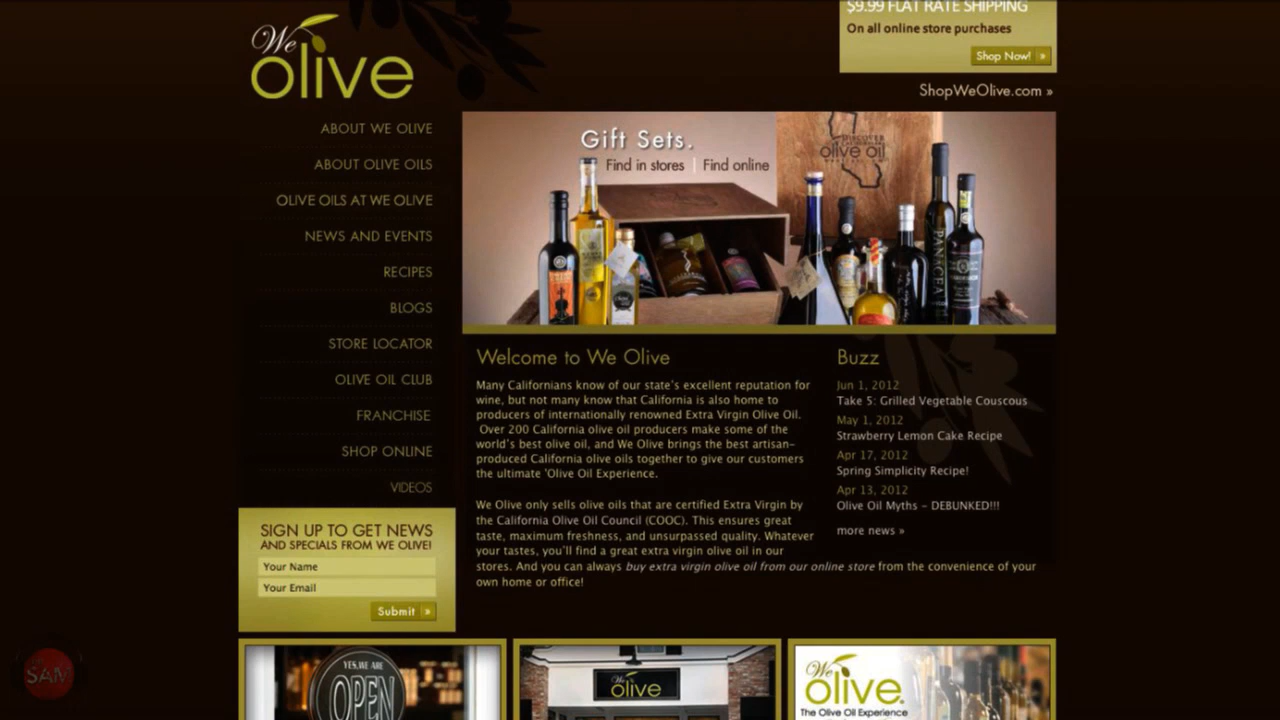 We
olive
$9.99 FLAT RATE SHIPPING
On all online store purchases
Shop Now! »
ShopWeOlive.com »
ABOUT WE OLIVE
ABOUT OLIVE OILS
OLIVE OILS AT WE OLIVE
NEWS AND EVENTS
RECIPES
BLOGS
STORE LOCATOR
OLIVE OIL CLUB
FRANCHISE
SHOP ONLINE
VIDEOS
SIGN UP TO GET NEWS
AND SPECIALS FROM WE OLIVE!
Your Name
Your Email
Submit »
Gift Sets.
Find in stores | Find online
DISCOVER
olive oil
PANACEA
Welcome to We Olive
Many Californians know of our state's excellent reputation for
wine, but not many know that California is also home to
producers of internationally renowned Extra Virgin Olive Oil.
Over 200 California olive oil producers make some of the
world's best olive oil, and We Olive brings the best artisan-
produced California olive oils together to give our customers
the ultimate 'Olive Oil Experience.
We Olive only sells olive oils that are certified Extra Virgin by
the California Olive Oil Council (COOC). This ensures great
taste, maximum freshness, and unsurpassed quality. Whatever
your tastes, you'll find a great extra virgin olive oil in our
stores. And you can always buy extra virgin olive oil from our online store from the convenience of your
own home or office!
Buzz
Jun 1, 2012
Take 5: Grilled Vegetable Couscous
May 1, 2012
Strawberry Lemon Cake Recipe
Apr 17, 2012
Spring Simplicity Recipe!
Apr 13, 2012
Olive Oil Myths - DEBUNKED!!!
more news »
SAM
YES, WE ARE
OPEN
We
olive
We
olive
The Olive Oil Experience